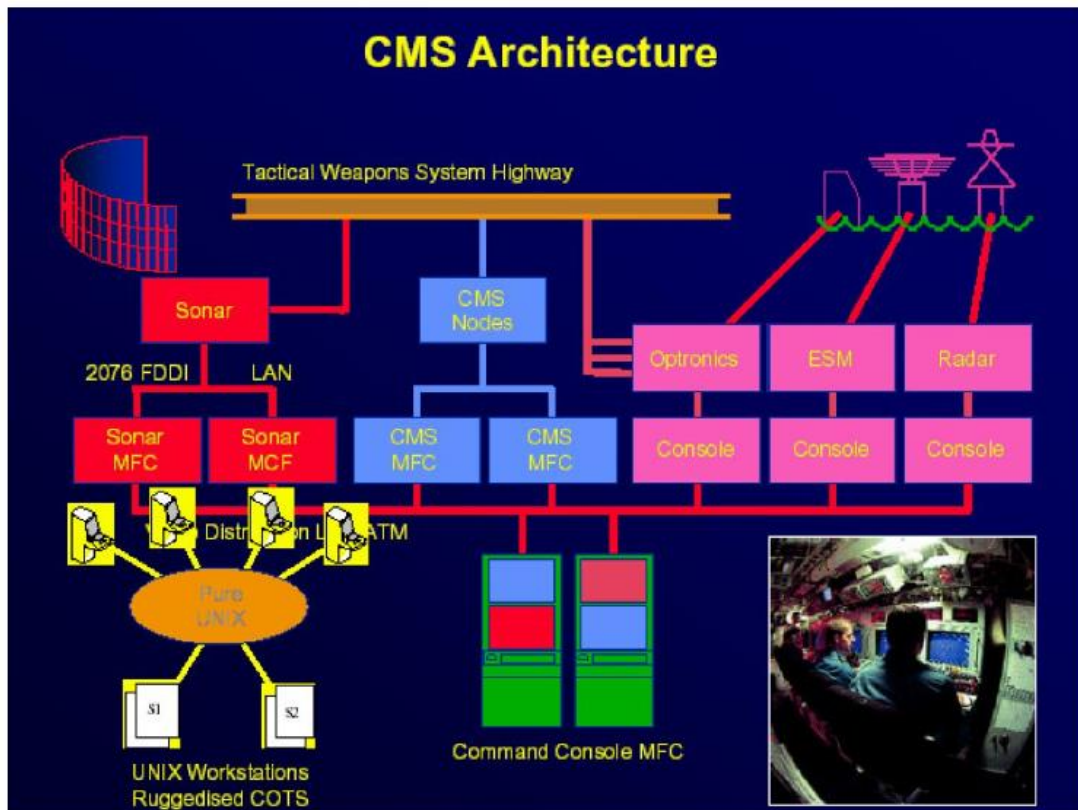 CMS Architecture
Tactical Weapons System Highway
Sonar
CMS
Nodes
Optronics
ESM
Radar
2076 FDDI
LAN
Sonar
MFC
Sonar
MCF
CMS
MFC
CMS
MFC
Console
Console
Console
ATM
Pure
UNIX
S1
S2
UNIX Workstations
Ruggedised COTS
Command Console MFC